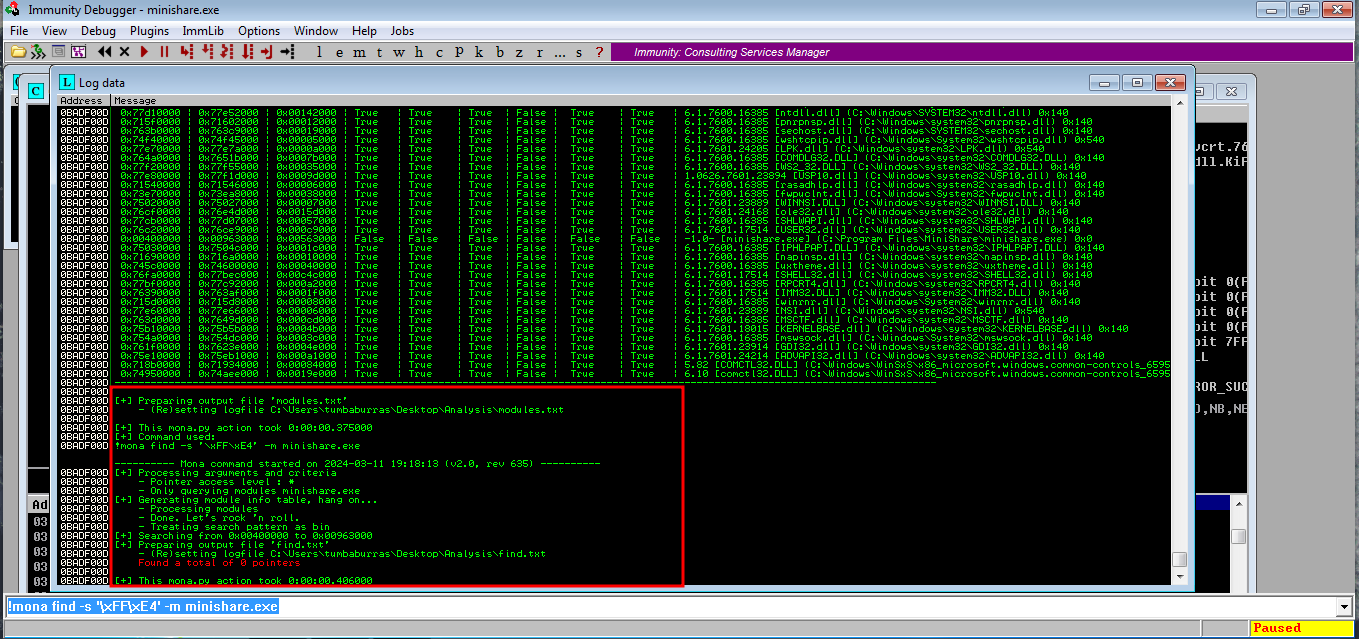 Immunity Debugger - minishare.exe
File View Debug Plugins ImmLib Options Window Help Jobs
l e m t w h c P k b z r ... s ? Immunity: Consulting Services Manager
Log data
Address Message
0BADF00D 0x77d10000 | 0x77e52000 | 0x00142000 | True | True | True | False | True | True | 6.1.7600.16385 [ntdll.dll] (C:\Windows\SYSTEM32\ntdll.dll) 0x140
0BADF00D 0x715f0000 | 0x71602000 | 0x00012000 | True | True | True | False | True | True | 6.1.7600.16385 [pnrpnsp.dll] (C:\Windows\system32\pnrpnsp.dll) 0x140
0BADF00D 0x763b0000 | 0x763c9000 | 0x00019000 | True | True | True | False | True | True | 6.1.7600.16385 [sechost.dll] (C:\Windows\SYSTEM32\sechost.dll) 0x140
0BADF00D 0x74f40000 | 0x74f45000 | 0x00005000 | True | True | True | False | True | True | 6.1.7600.16385 [wshtcpip.dll] (C:\Windows\system32\wshtcpip.dll) 0x540
0BADF00D 0x77e70000 | 0x77e7a000 | 0x0000a000 | True | True | True | False | True | True | 6.1.7601.24205 [LPK.dll] (C:\Windows\system32\LPK.dll) 0x540
0BADF00D 0x764a0000 | 0x7651b000 | 0x0007b000 | True | True | True | False | True | True | 6.1.7600.16385 [COMDLG32.DLL] (C:\Windows\system32\COMDLG32.DLL) 0x140
0BADF00D 0x77f20000 | 0x77f55000 | 0x00035000 | True | True | True | False | True | True | 6.1.7600.16385 [WS2_32.DLL] (C:\Windows\system32\WS2_32.DLL) 0x140
0BADF00D 0x77e80000 | 0x77f1d000 | 0x0009d000 | True | True | True | False | True | True | 1.0626.7601.23894 [USP10.dll] (C:\Windows\system32\USP10.dll) 0x140
0BADF00D 0x71540000 | 0x71546000 | 0x00006000 | True | True | True | False | True | True | 6.1.7600.16385 [rasadhlp.dll] (C:\Windows\system32\rasadhlp.dll) 0x140
0BADF00D 0x73e70000 | 0x73ea8000 | 0x00038000 | True | True | True | False | True | True | 6.1.7600.16385 [fwpuclnt.dll] (C:\Windows\System32\fwpuclnt.dll) 0x140
0BADF00D 0x75020000 | 0x75027000 | 0x00007000 | True | True | True | False | True | True | 6.1.7601.23889 [WINNSI.DLL] (C:\Windows\system32\WINNSI.DLL) 0x140
0BADF00D 0x76cf0000 | 0x76e4d000 | 0x0015d000 | True | True | True | False | True | True | 6.1.7601.24168 [ole32.dll] (C:\Windows\system32\ole32.dll) 0x140
0BADF00D 0x77cb0000 | 0x77d07000 | 0x00057000 | True | True | True | False | True | True | 6.1.7600.16385 [SHLWAPI.dll] (C:\Windows\system32\SHLWAPI.dll) 0x140
0BADF00D 0x76c20000 | 0x76ce9000 | 0x000c9000 | True | True | True | False | True | True | 6.1.7601.17514 [USER32.dll] (C:\Windows\system32\USER32.dll) 0x140
0BADF00D 0x00400000 | 0x00963000 | 0x00563000 | False | False | False | False | False | False | -1.0- [minishare.exe] (C:\Program Files\MiniShare\minishare.exe) 0x0
0BADF00D 0x75030000 | 0x7504c000 | 0x0001c000 | True | True | True | False | True | True | 6.1.7600.16385 [IPHLPAPI.DLL] (C:\Windows\system32\IPHLPAPI.DLL) 0x140
0BADF00D 0x71690000 | 0x716a0000 | 0x00010000 | True | True | True | False | True | True | 6.1.7600.16385 [napinsp.dll] (C:\Windows\system32\napinsp.dll) 0x140
0BADF00D 0x745c0000 | 0x74600000 | 0x00040000 | True | True | True | False | True | True | 6.1.7600.16385 [uxtheme.dll] (C:\Windows\system32\uxtheme.dll) 0x140
0BADF00D 0x76fa0000 | 0x77bec000 | 0x00c4c000 | True | True | True | False | True | True | 6.1.7601.17514 [SHELL32.dll] (C:\Windows\system32\SHELL32.dll) 0x140
0BADF00D 0x77bf0000 | 0x77c92000 | 0x000a2000 | True | True | True | False | True | True | 6.1.7600.16385 [RPCRT4.dll] (C:\Windows\system32\RPCRT4.dll) 0x140
0BADF00D 0x76390000 | 0x763af000 | 0x0001f000 | True | True | True | False | True | True | 6.1.7601.17514 [IMM32.DLL] (C:\Windows\system32\IMM32.DLL) 0x140
0BADF00D 0x715d0000 | 0x715d8000 | 0x00008000 | True | True | True | False | True | True | 6.1.7600.16385 [winrnr.dll] (C:\Windows\System32\winrnr.dll) 0x140
0BADF00D 0x77e60000 | 0x77e66000 | 0x00006000 | True | True | True | False | True | True | 6.1.7601.23889 [NSI.dll] (C:\Windows\system32\NSI.dll) 0x540
0BADF00D 0x763d0000 | 0x7649d000 | 0x000cd000 | True | True | True | False | True | True | 6.1.7600.16385 [MSCTF.dll] (C:\Windows\system32\MSCTF.dll) 0x140
0BADF00D 0x75b10000 | 0x75b5b000 | 0x0004b000 | True | True | True | False | True | True | 6.1.7601.18015 [KERNELBASE.dll] (C:\Windows\system32\KERNELBASE.dll) 0x140
0BADF00D 0x754a0000 | 0x754dc000 | 0x0003c000 | True | True | True | False | True | True | 6.1.7600.16385 [mswsock.dll] (C:\Windows\system32\mswsock.dll) 0x140
0BADF00D 0x761f0000 | 0x7623e000 | 0x0004e000 | True | True | True | False | True | True | 6.1.7601.23914 [GDI32.dll] (C:\Windows\system32\GDI32.dll) 0x140
0BADF00D 0x75e10000 | 0x75eb1000 | 0x000a1000 | True | True | True | False | True | True | 6.1.7601.24214 [ADVAPI32.dll] (C:\Windows\system32\ADVAPI32.dll) 0x140
0BADF00D 0x718b0000 | 0x71934000 | 0x00084000 | True | True | True | False | True | True | 5.82 [COMCTL32.DLL] (C:\Windows\WinSxS\x86_microsoft.windows.common-controls_6595
0BADF00D 0x74950000 | 0x74aee000 | 0x0019e000 | True | True | True | False | True | True | 6.10 [comctl32.DLL] (C:\Windows\WinSxS\x86_microsoft.windows.common-controls_6595
0BADF00D
0BADF00D
0BADF00D [+] Preparing output file 'modules.txt'
0BADF00D - (Re)setting logfile C:\Users\tumbaburras\Desktop\Analysis\modules.txt
0BADF00D
0BADF00D [+] This mona.py action took 0:00:00.375000
0BADF00D [+] Command used:
0BADF00D !mona find -s '\xFF\xE4' -m minishare.exe
---------- Mona command started on 2024-03-11 19:18:13 (v2.0, rev 635) ----------
0BADF00D [+] Processing arguments and criteria
0BADF00D - Pointer access level : *
0BADF00D - Only querying modules minishare.exe
0BADF00D [+] Generating module info table, hang on...
0BADF00D - Processing modules
0BADF00D - Done. Let's rock 'n roll.
0BADF00D - Treating search pattern as bin
0BADF00D [+] Searching from 0x00400000 to 0x00963000
0BADF00D [+] Preparing output file 'find.txt'
0BADF00D - (Re)setting logfile C:\Users\tumbaburras\Desktop\Analysis\find.txt
0BADF00D Found a total of 0 pointers
0BADF00D
0BADF00D [+] This mona.py action took 0:00:00.406000
!mona find -s '\xFF\xE4' -m minishare.exe
Paused